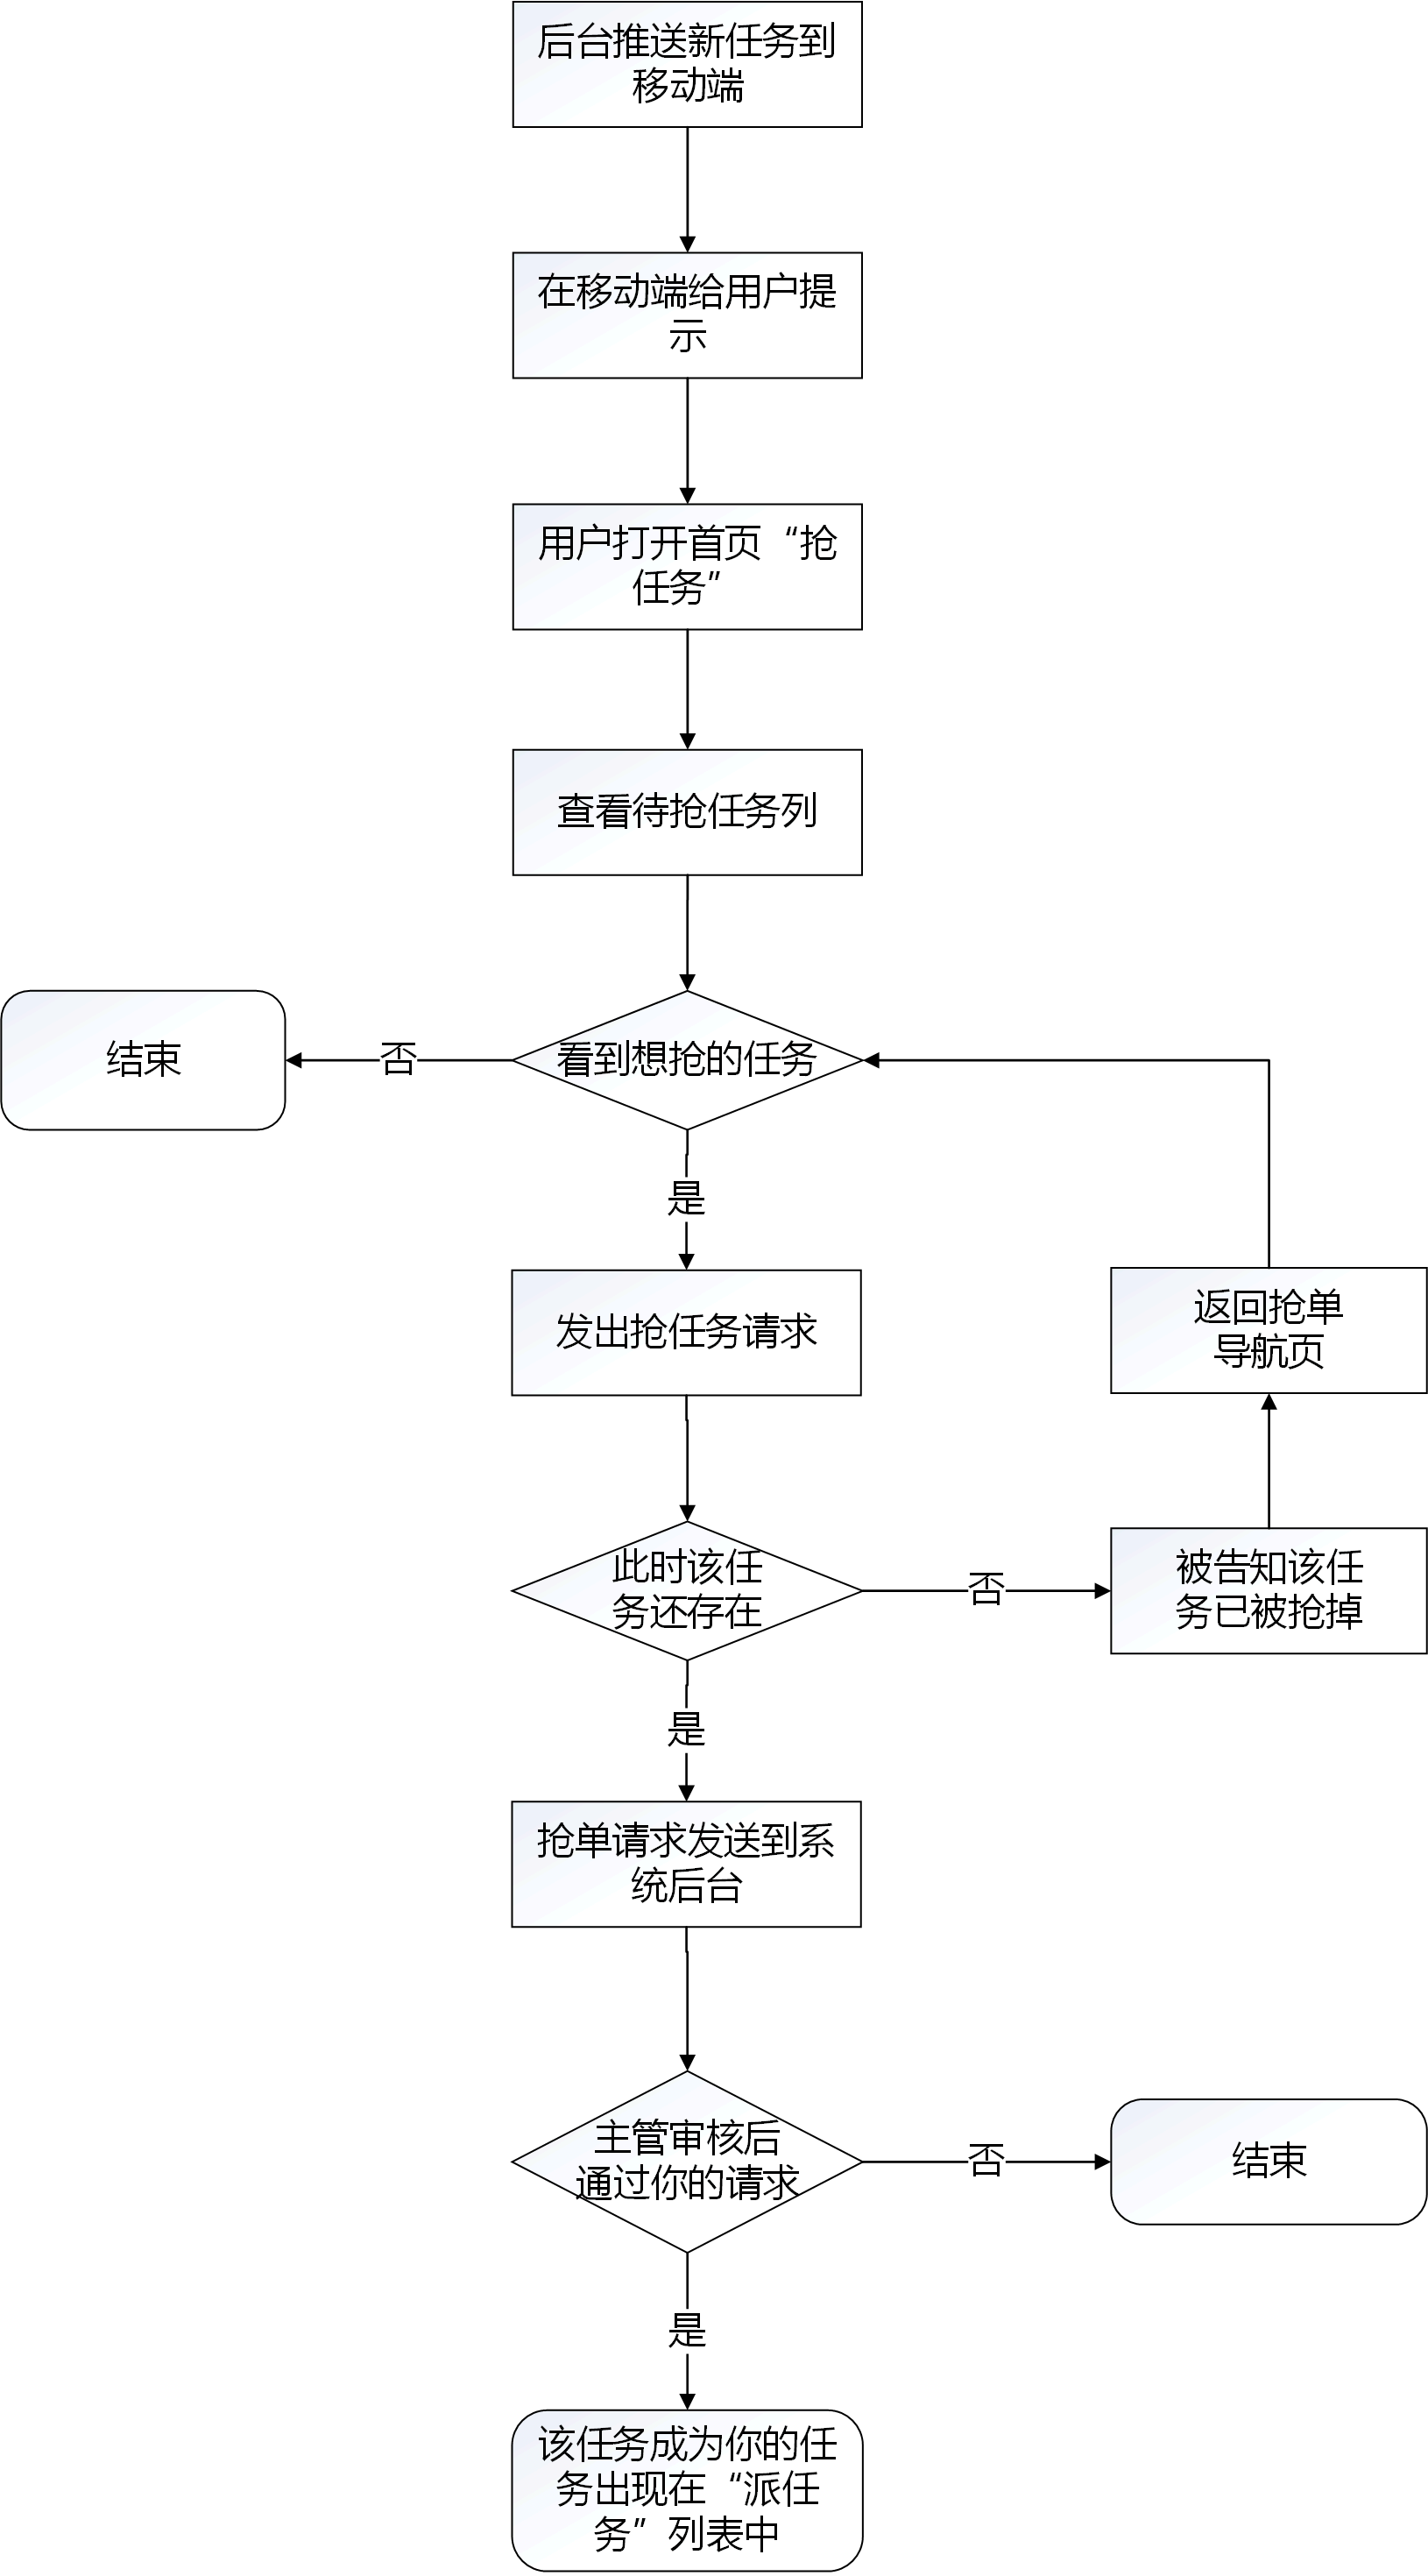 后台推送新任务到
移动端
在移动端给用户提
示
用户打开首页“抢
任务”
查看待抢任务列
结束
否
看到想抢的任务
是
发出抢任务请求
返回抢单
导航页
此时该任
务还存在
否
被告知该任
务已被抢掉
是
抢单请求发送到系
统后台
主管审核后
通过你的请求
否
结束
是
该任务成为你的任
务出现在“派任
务”列表中